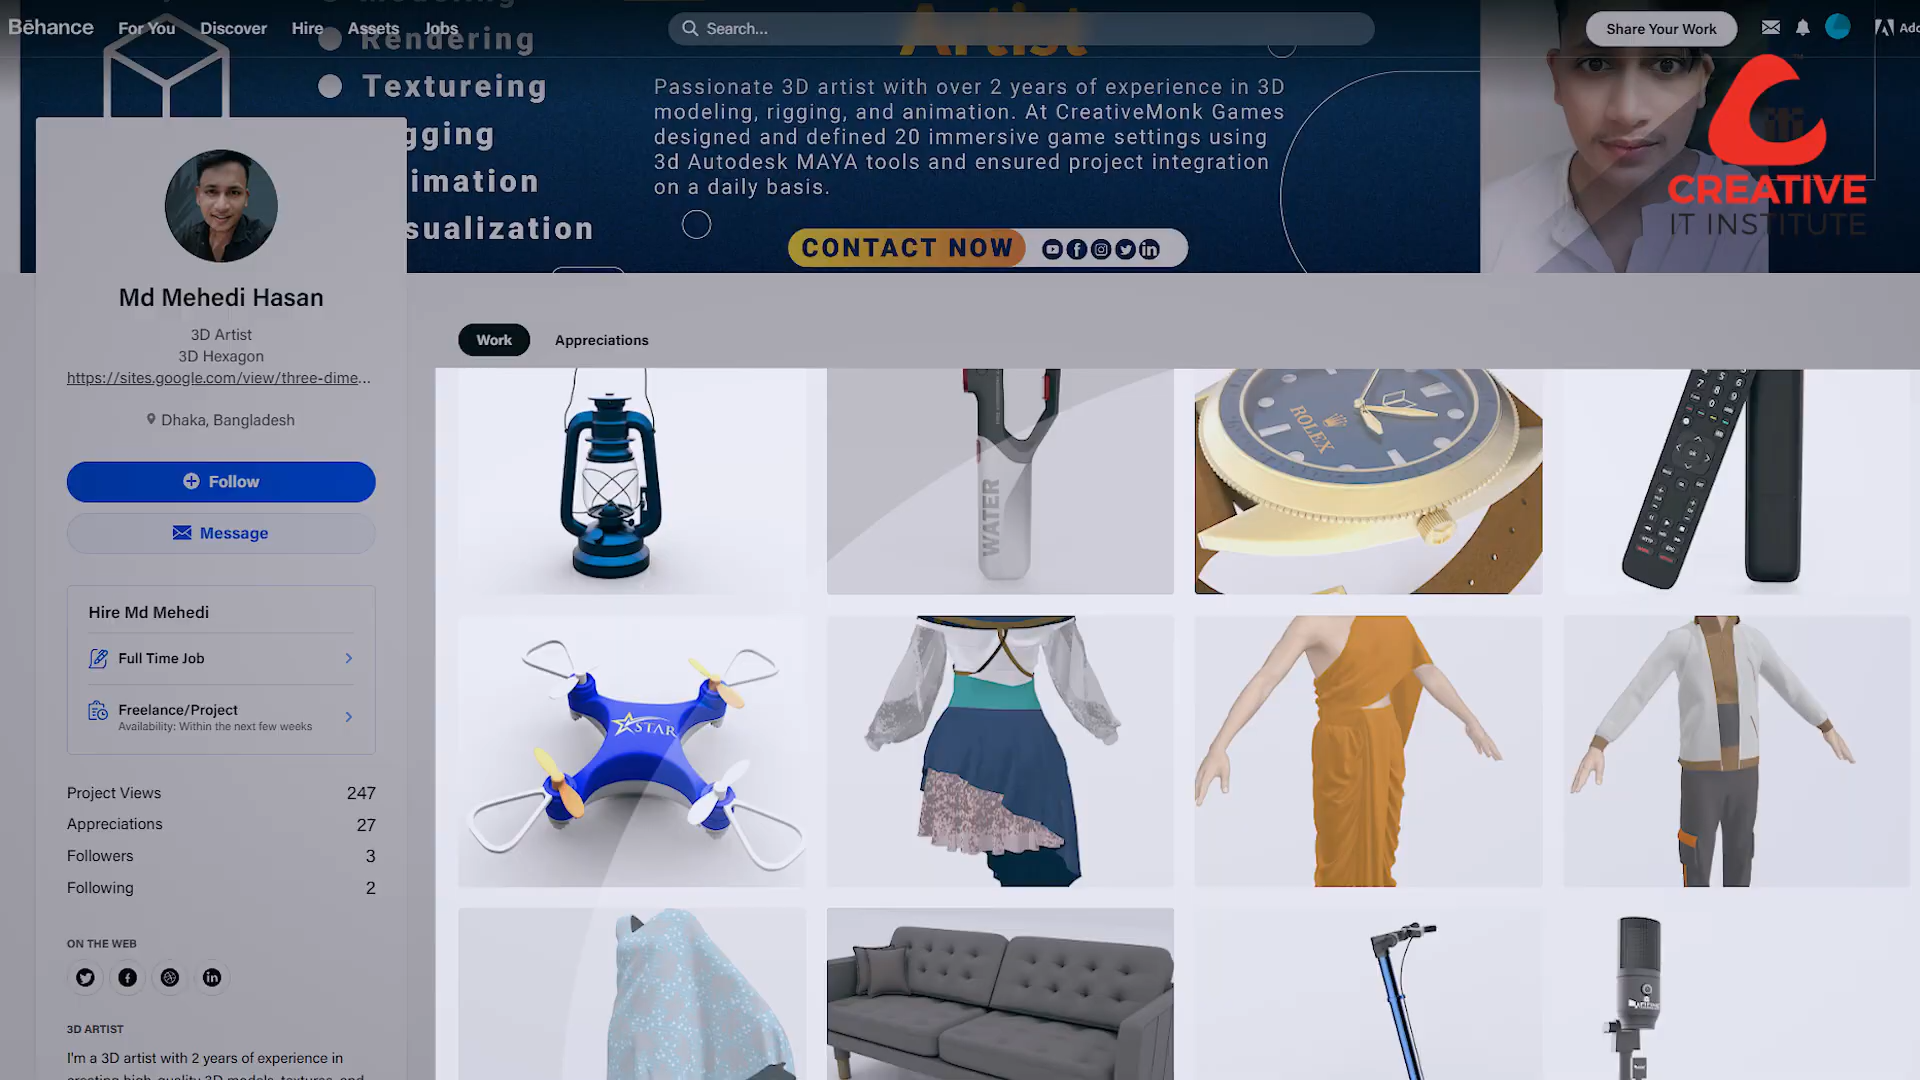 Bēhance
For You
Discover
Hire
Assets
Jobs
Search...
Share Your Work
Rendering
Textureing
gging
imation
sualization
Artist
Passionate 3D artist with over 2 years of experience in 3D
modeling, rigging, and animation. At CreativeMonk Games
designed and defined 20 immersive game settings using
3d Autodesk MAYA tools and ensured project integration
on a daily basis.
CONTACT NOW
CREATIVE
IT INSTITUTE
Md Mehedi Hasan
3D Artist
3D Hexagon
https://sites.google.com/view/three-dime...
Dhaka, Bangladesh
Follow
Message
Hire Md Mehedi
Full Time Job
Freelance/Project
Availability: Within the next few weeks
Project Views 247
Appreciations 27
Followers 3
Following 2
ON THE WEB
3D ARTIST
I'm a 3D artist with 2 years of experience in
Work
Appreciations
WATER
ROLEX
STAR